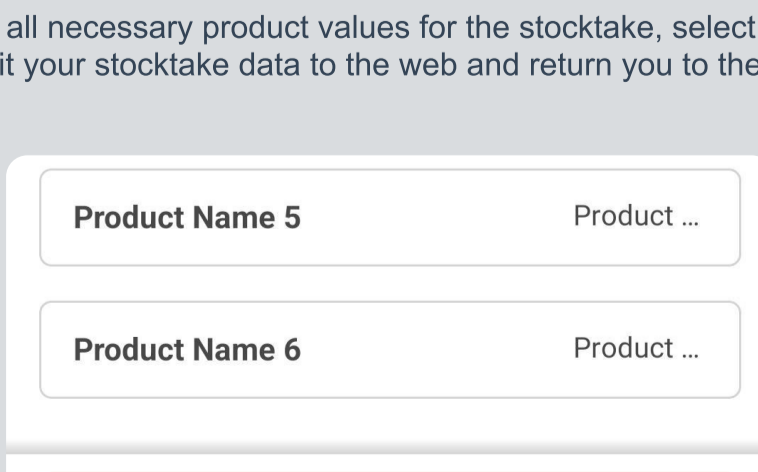 all necessary product values for the stocktake, select
it your stocktake data to the web and return you to the
Product Name 5 Product ...
Product Name 6 Product ...